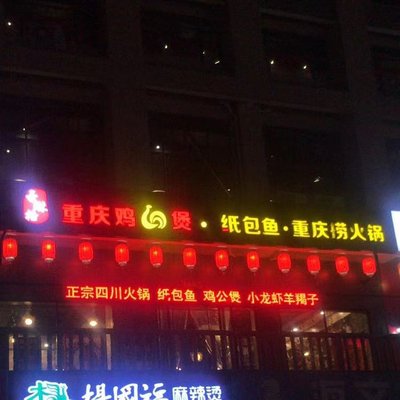 重庆鸡公煲·纸包鱼·重庆捞火锅
正宗四川火锅 纸包鱼 鸡公煲 小龙虾羊羯子
杨国福麻辣烫